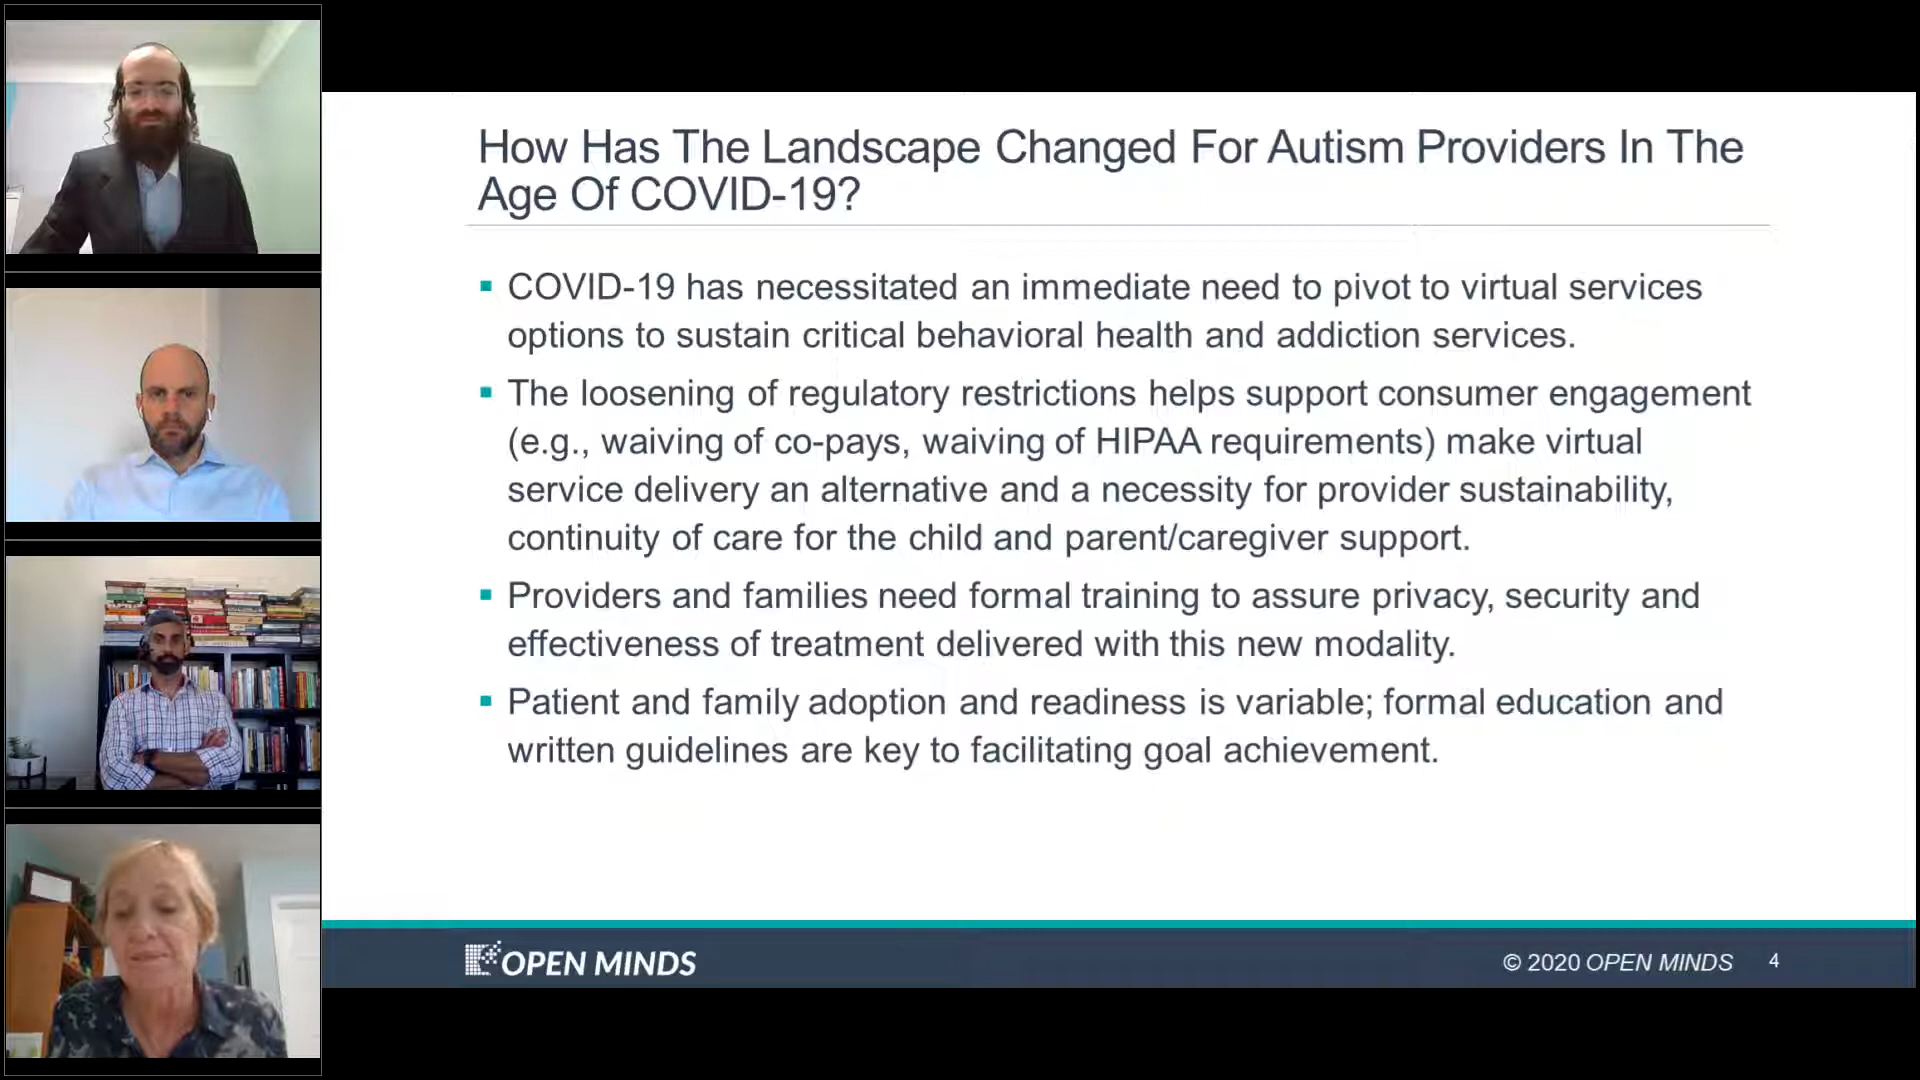 How Has The Landscape Changed For Autism Providers In The
Age Of COVID-19?
▪ COVID-19 has necessitated an immediate need to pivot to virtual services
options to sustain critical behavioral health and addiction services.
▪ The loosening of regulatory restrictions helps support consumer engagement
(e.g., waiving of co-pays, waiving of HIPAA requirements) make virtual
service delivery an alternative and a necessity for provider sustainability,
continuity of care for the child and parent/caregiver support.
▪ Providers and families need formal training to assure privacy, security and
effectiveness of treatment delivered with this new modality.
▪ Patient and family adoption and readiness is variable; formal education and
written guidelines are key to facilitating goal achievement.
OPEN MINDS
© 2020 OPEN MINDS 4